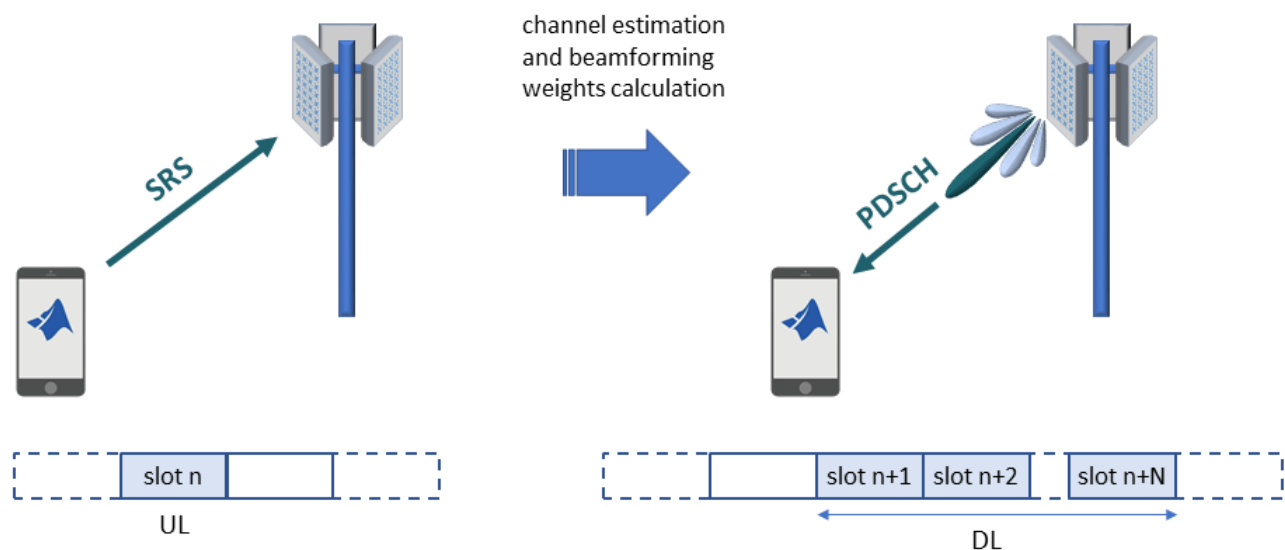 channel estimation
and beamforming
weights calculation
SRS
PDSCH
slot n
UL
slot n+1
slot n+2
slot n+N
DL